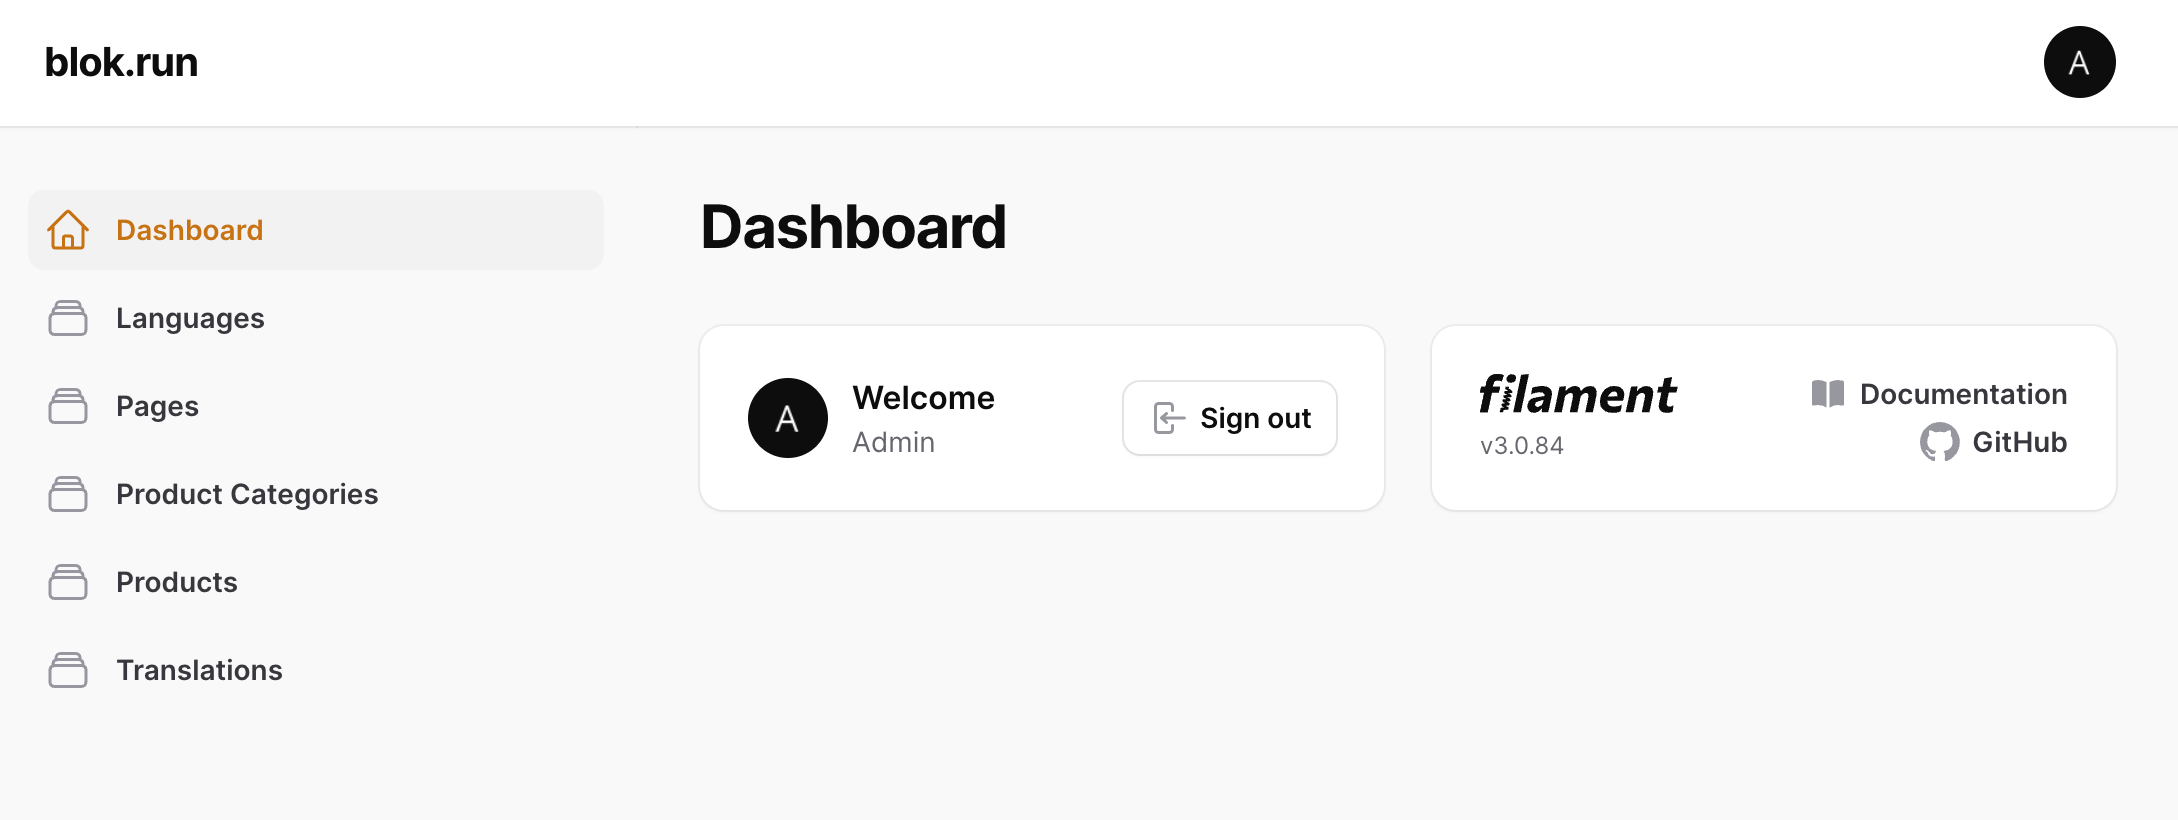 blok.run
A
Dashboard
Languages
Pages
Product Categories
Products
Translations
Dashboard
A
Welcome
Admin
Sign out
filament
v3.0.84
Documentation
GitHub